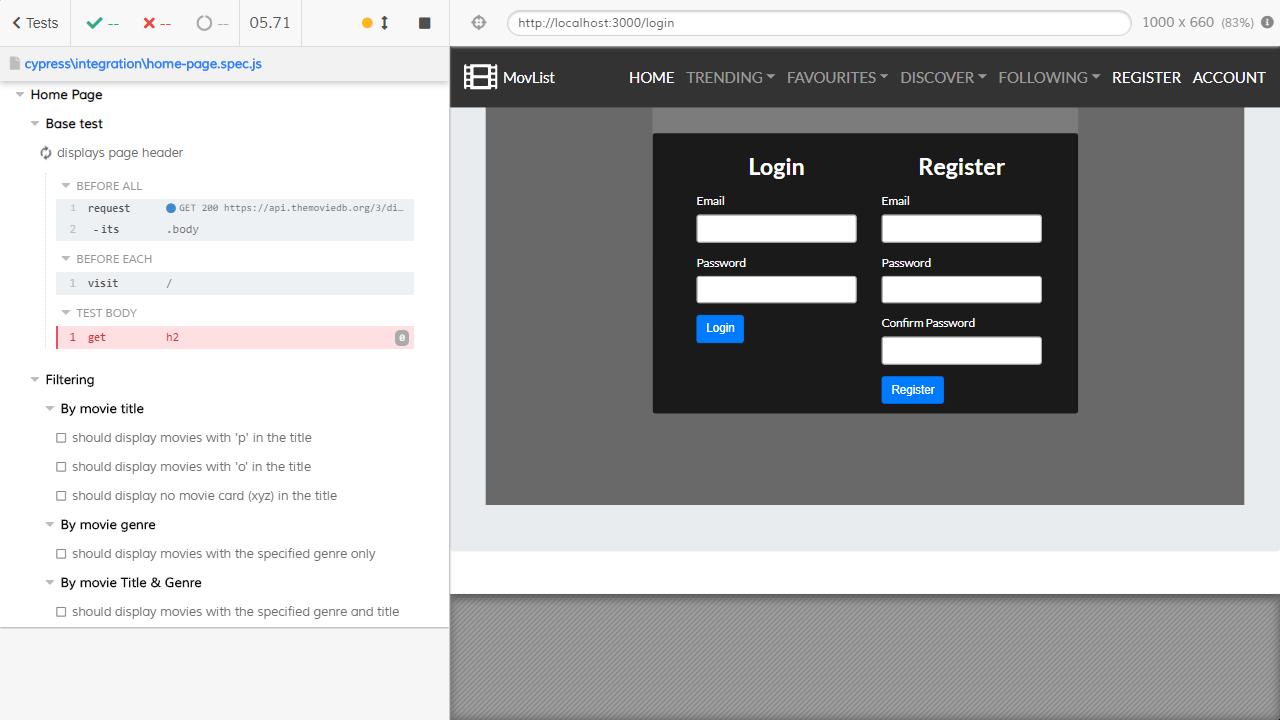 Tests
--
--
--
05.71
http://localhost:3000/login
1000 x 660 (83%)
cypress\integration\home-page.spec.js
Home Page
Base test
displays page header
BEFORE ALL
1 request GET 200 https://api.themoviedb.org/3/di…
2 -its .body
BEFORE EACH
1 visit /
TEST BODY
1 get h2 @
Filtering
By movie title
should display movies with 'p' in the title
should display movies with 'o' in the title
should display no movie card (xyz) in the title
By movie genre
should display movies with the specified genre only
By movie Title & Genre
should display movies with the specified genre and title
MovList HOME TRENDING FAVOURITES DISCOVER FOLLOWING REGISTER ACCOUNT
Login
Email
Password
Login
Register
Email
Password
Confirm Password
Register